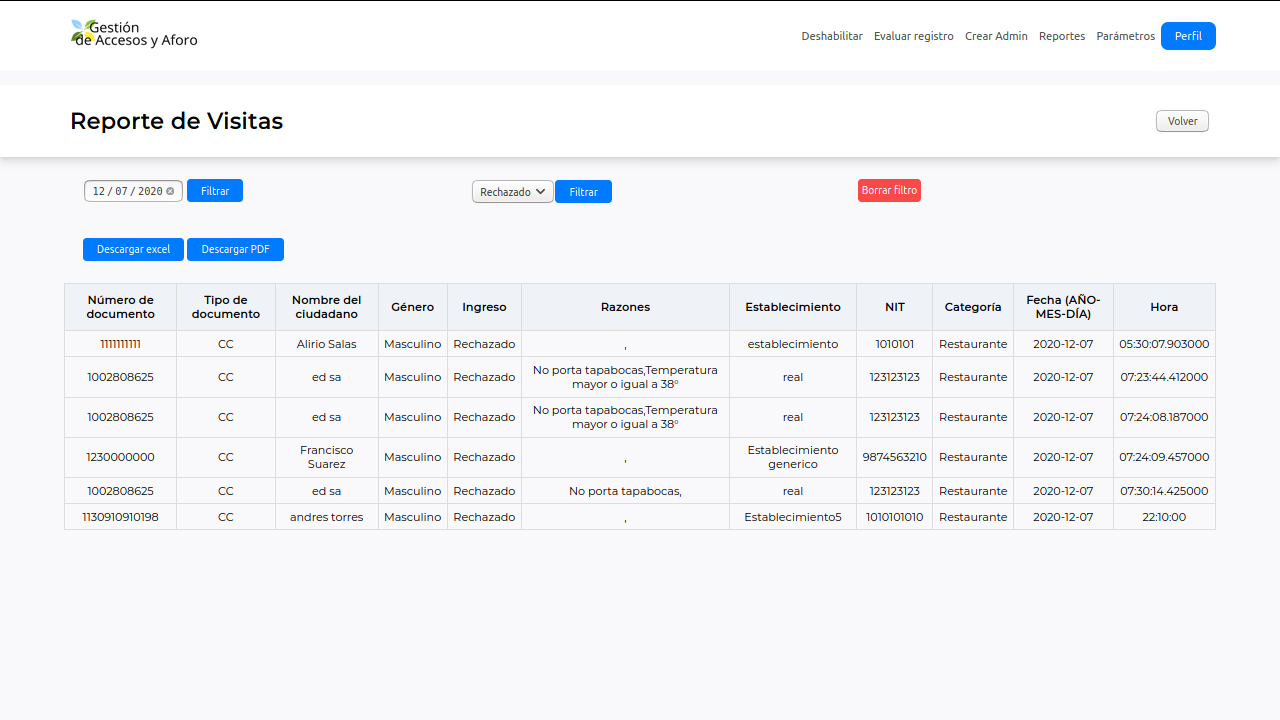 Gestión
de Accesos y Aforo
Deshabilitar Evaluar registro Crear Admin Reportes Parámetros Perfil
Reporte de Visitas
Volver
12 / 07 / 2020 Filtrar Rechazado Filtrar Borrar filtro
Descargar excel Descargar PDF
Número de documento Tipo de documento Nombre del ciudadano Género Ingreso Razones Establecimiento NIT Categoría Fecha (AÑO-MES-DÍA) Hora
1111111111 CC Alirio Salas Masculino Rechazado , establecimiento 1010101 Restaurante 2020-12-07 05:30:07.903000
1002808625 CC ed sa Masculino Rechazado No porta tapabocas,Temperatura mayor o igual a 38° real 123123123 Restaurante 2020-12-07 07:23:44.412000
1002808625 CC ed sa Masculino Rechazado No porta tapabocas,Temperatura mayor o igual a 38° real 123123123 Restaurante 2020-12-07 07:24:08.187000
1230000000 CC Francisco Suarez Masculino Rechazado , Establecimiento generico 9874563210 Restaurante 2020-12-07 07:24:09.457000
1002808625 CC ed sa Masculino Rechazado No porta tapabocas, real 123123123 Restaurante 2020-12-07 07:30:14.425000
1130910910198 CC andres torres Masculino Rechazado , Establecimiento5 1010101010 Restaurante 2020-12-07 22:10:00